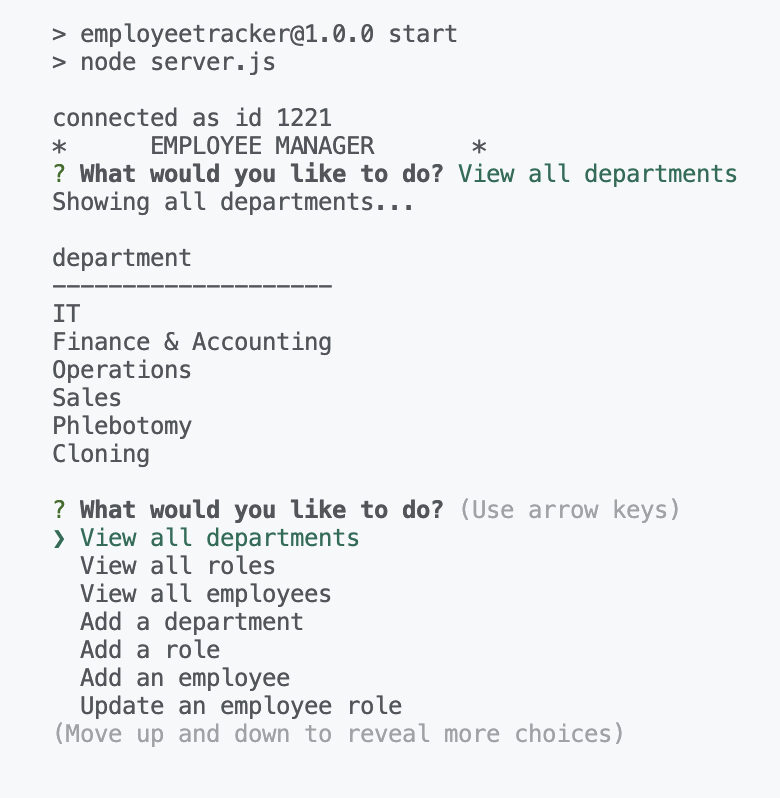 > employeetracker@1.0.0 start
> node server.js
connected as id 1221
* EMPLOYEE MANAGER *
? What would you like to do? View all departments
Showing all departments...
department
--------------------
IT
Finance & Accounting
Operations
Sales
Phlebotomy
Cloning
? What would you like to do? (Use arrow keys)
❯ View all departments
View all roles
View all employees
Add a department
Add a role
Add an employee
Update an employee role
(Move up and down to reveal more choices)